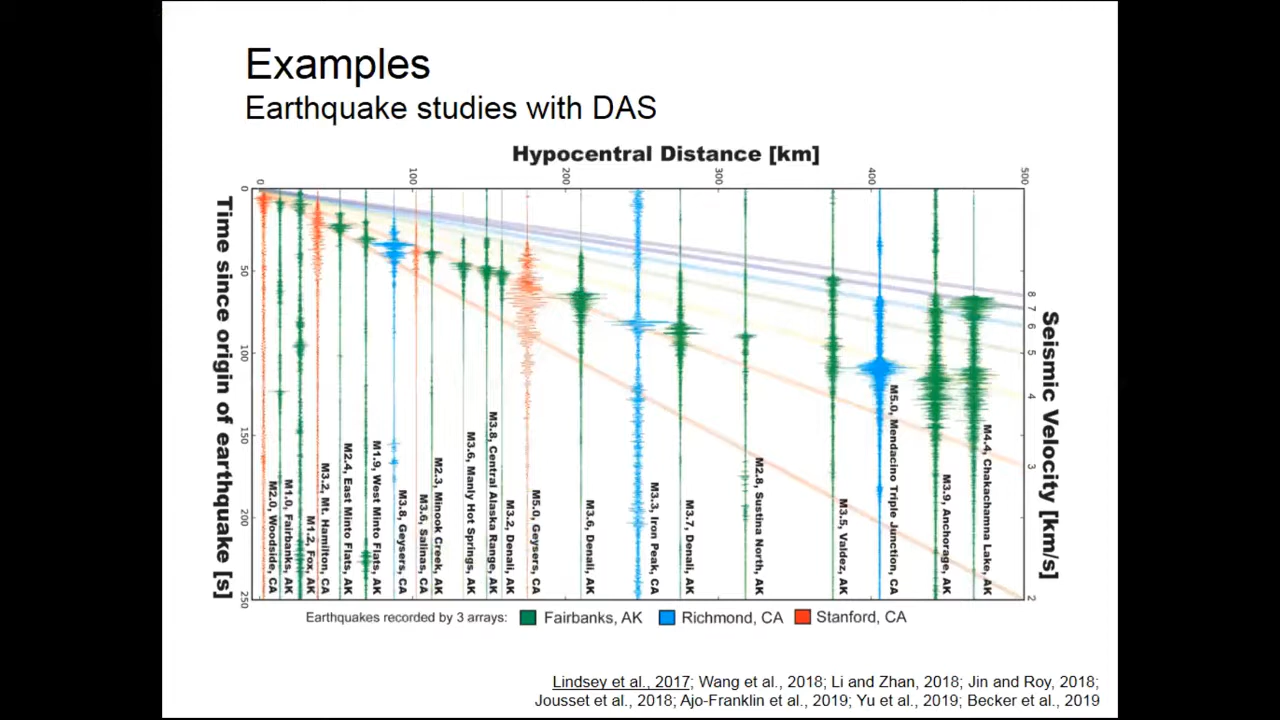 Examples
Earthquake studies with DAS
Hypocentral Distance [km]
0
100
200
300
400
500
Time since origin of earthquake [s]
0
50
100
150
200
250
Seismic Velocity [km/s]
8
7
6
5
4
3
2
M2.0, Woodside, CA
M1.0, Fairbanks, AK
M1.2, Fox, AK
M3.2, Mt. Hamilton, CA
M2.4, East Minto Flats, AK
M1.9, West Minto Flats, AK
M3.8, Geysers, CA
M3.6, Salinas, CA
M2.3, Minook Creek, AK
M3.6, Manly Hot Springs, AK
M3.8, Central Alaska Range, AK
M3.2, Denali, AK
M5.0, Geysers, CA
M3.6, Denali, AK
M3.3, Iron Peak, CA
M3.7, Denali, AK
M2.8, Sustina North, AK
M3.5, Valdez, AK
M5.0, Mendacino Triple Junction, CA
M3.9, Anchorage, AK
M4.4, Chakachamna Lake, AK
Earthquakes recorded by 3 arrays: Fairbanks, AK Richmond, CA Stanford, CA
Lindsey et al., 2017; Wang et al., 2018; Li and Zhan, 2018; Jin and Roy, 2018;
Jousset et al., 2018; Ajo-Franklin et al., 2019; Yu et al., 2019; Becker et al., 2019